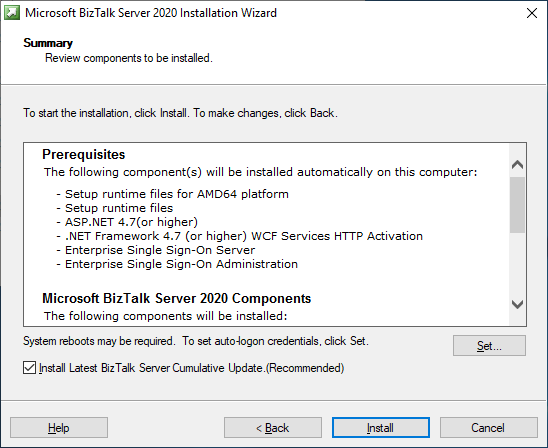 Microsoft BizTalk Server 2020 Installation Wizard
Summary
Review components to be installed.
To start the installation, click Install. To make changes, click Back.
Prerequisites
The following component(s) will be installed automatically on this computer:
- Setup runtime files for AMD64 platform
- Setup runtime files
- ASP.NET 4.7(or higher)
- .NET Framework 4.7 (or higher) WCF Services HTTP Activation
- Enterprise Single Sign-On Server
- Enterprise Single Sign-On Administration
Microsoft BizTalk Server 2020 Components
The following components will be installed:
System reboots may be required. To set auto-logon credentials, click Set.
Set...
Install Latest BizTalk Server Cumulative Update.(Recommended)
Help
< Back
Install
Cancel